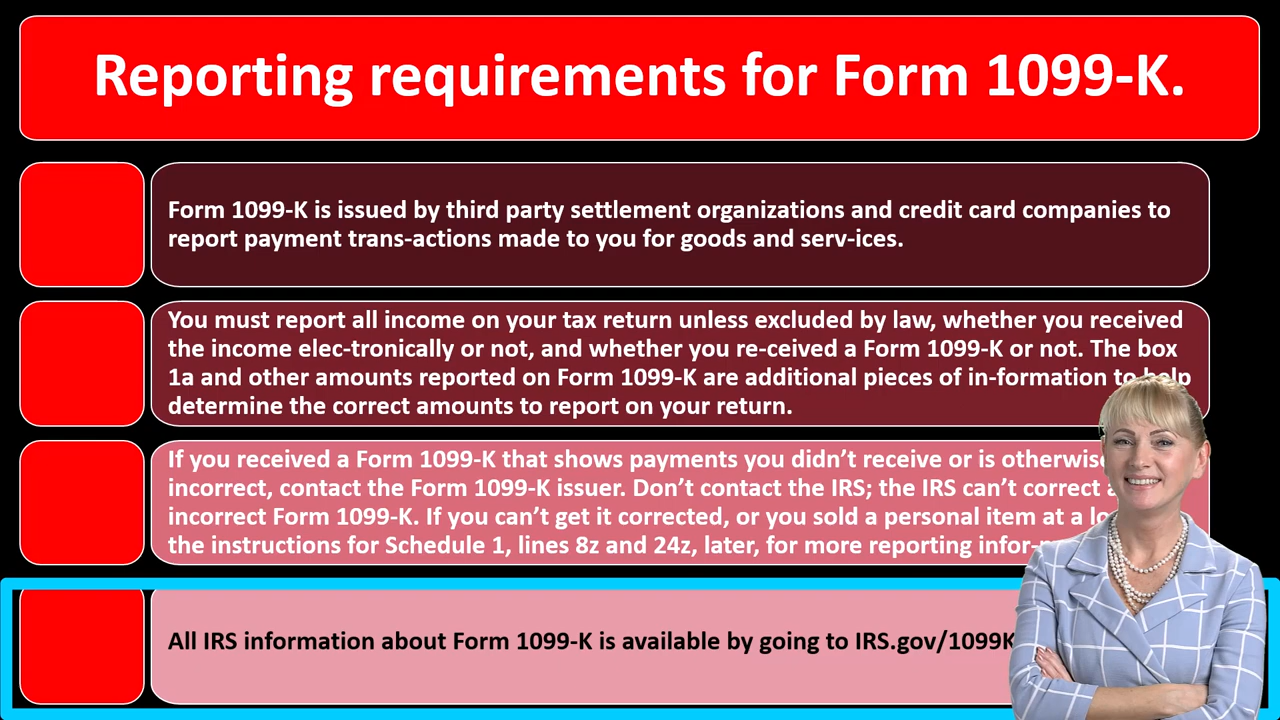 Reporting requirements for Form 1099-K.
Form 1099-K is issued by third party settlement organizations and credit card companies to
report payment trans-actions made to you for goods and serv-ices.
You must report all income on your tax return unless excluded by law, whether you received
the income elec-tronically or not, and whether you re-ceived a Form 1099-K or not. The box
1a and other amounts reported on Form 1099-K are additional pieces of in-formation to help
determine the correct amounts to report on your return.
If you received a Form 1099-K that shows payments you didn’t receive or is otherwise
incorrect, contact the Form 1099-K issuer. Don’t contact the IRS; the IRS can’t correct
incorrect Form 1099-K. If you can’t get it corrected, or you sold a personal item at a
the instructions for Schedule 1, lines 8z and 24z, later, for more reporting
All IRS information about Form 1099-K is available by going to IRS.gov/1099K